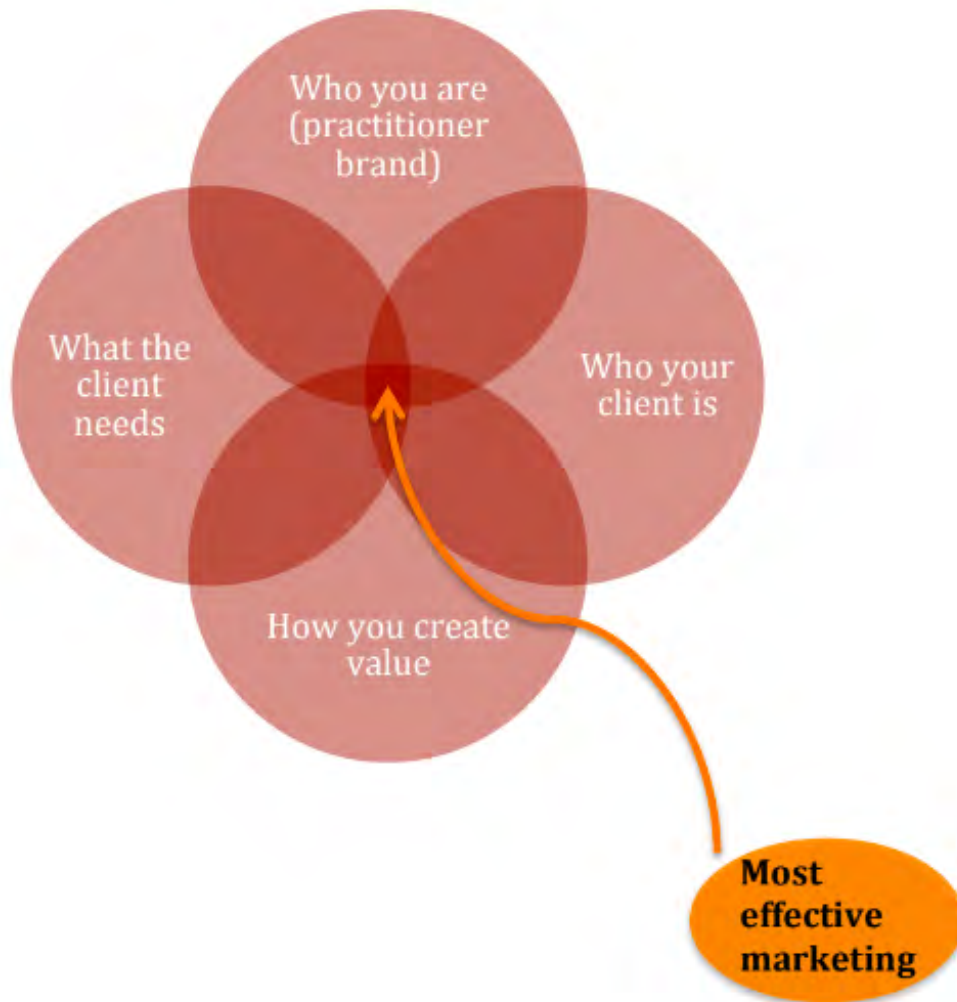 Who you are
(practitioner
brand)
What the
client
needs
Who your
client is
How you create
value
Most
effective
marketing